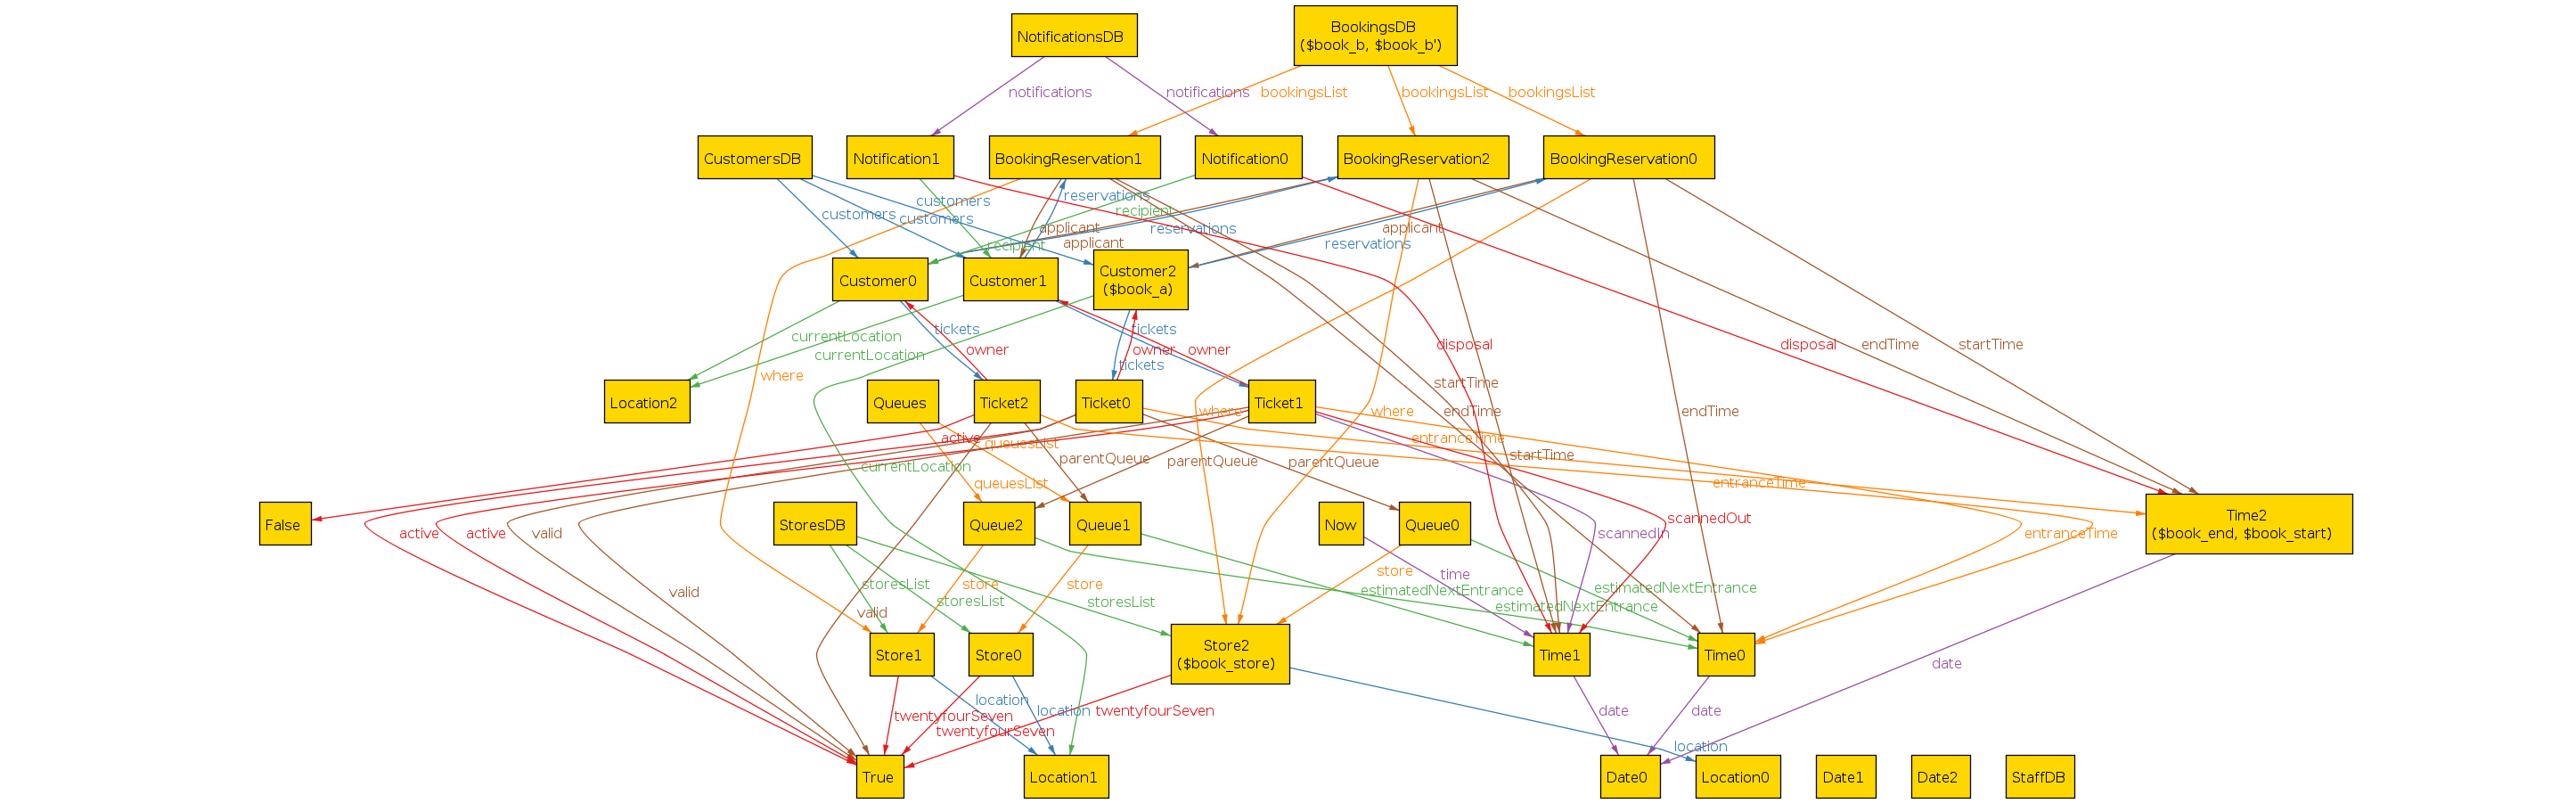 NotificationsDB
BookingsDB
($book_b, $book_b')
notifications
notifications
bookingsList
bookingsList
bookingsList
CustomersDB
Notification1
BookingReservation1
Notification0
BookingReservation2
BookingReservation0
customers
customers
customers
reservations
recipient
applicant
reservations
applicant
recipient
applicant
reservations
Customer0
Customer1
Customer2
($book_a)
tickets
tickets
currentLocation
owner
owner
owner
currentLocation
tickets
disposal
disposal
endTime
startTime
where
startTime
Location2
Queues
Ticket2
Ticket0
Ticket1
where
where
endTime
endTime
active
queuesList
entranceTime
currentLocation
parentQueue
parentQueue
parentQueue
startTime
queuesList
entranceTime
False
StoresDB
Queue2
Queue1
Now
Queue0
Time2
($book_end, $book_start)
active
active
valid
scannedOut
scannedIn
entranceTime
valid
storesList
store
store
time
store
storesList
storesList
estimatedNextEntrance
estimatedNextEntrance
estimatedNextEntrance
valid
Store1
Store0
Store2
($book_store)
Time1
Time0
date
location
location
twentyfourSeven
twentyfourSeven
twentyfourSeven
date
date
location
True
Location1
Date0
Location0
Date1
Date2
StaffDB